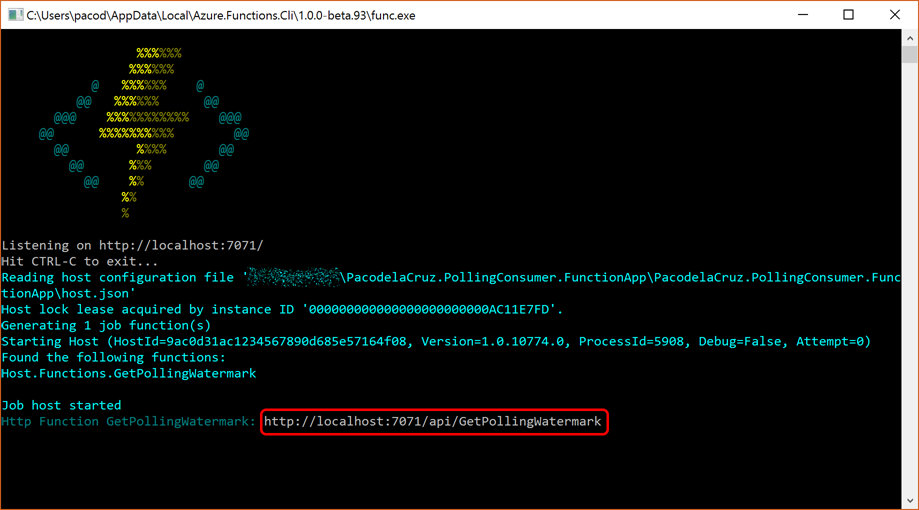 C:\Users\pacod\AppData\Local\Azure.Functions.Cli\1.0.0-beta.93\func.exe
%%%%%%
%%%%%%
@ %%%%%% @
@@ %%%%%% @@
@@@ %%%%%%%%%%% @@@
@@ %%%%%%%%%% @@
@@ %%%% @@
@@ %%% @@
@@ %% @@
%%
%
Listening on http://localhost:7071/
Hit CTRL-C to exit...
Reading host configuration file '\PacodelaCruz.PollingConsumer.FunctionApp\PacodelaCruz.PollingConsumer.Func
tionApp\host.json'
Host lock lease acquired by instance ID '000000000000000000000000AC11E7FD'.
Generating 1 job function(s)
Starting Host (HostId=9ac0d31ac1234567890d685e57164f08, Version=1.0.10774.0, ProcessId=5908, Debug=False, Attempt=0)
Found the following functions:
Host.Functions.GetPollingWatermark
Job host started
Http Function GetPollingWatermark: http://localhost:7071/api/GetPollingWatermark